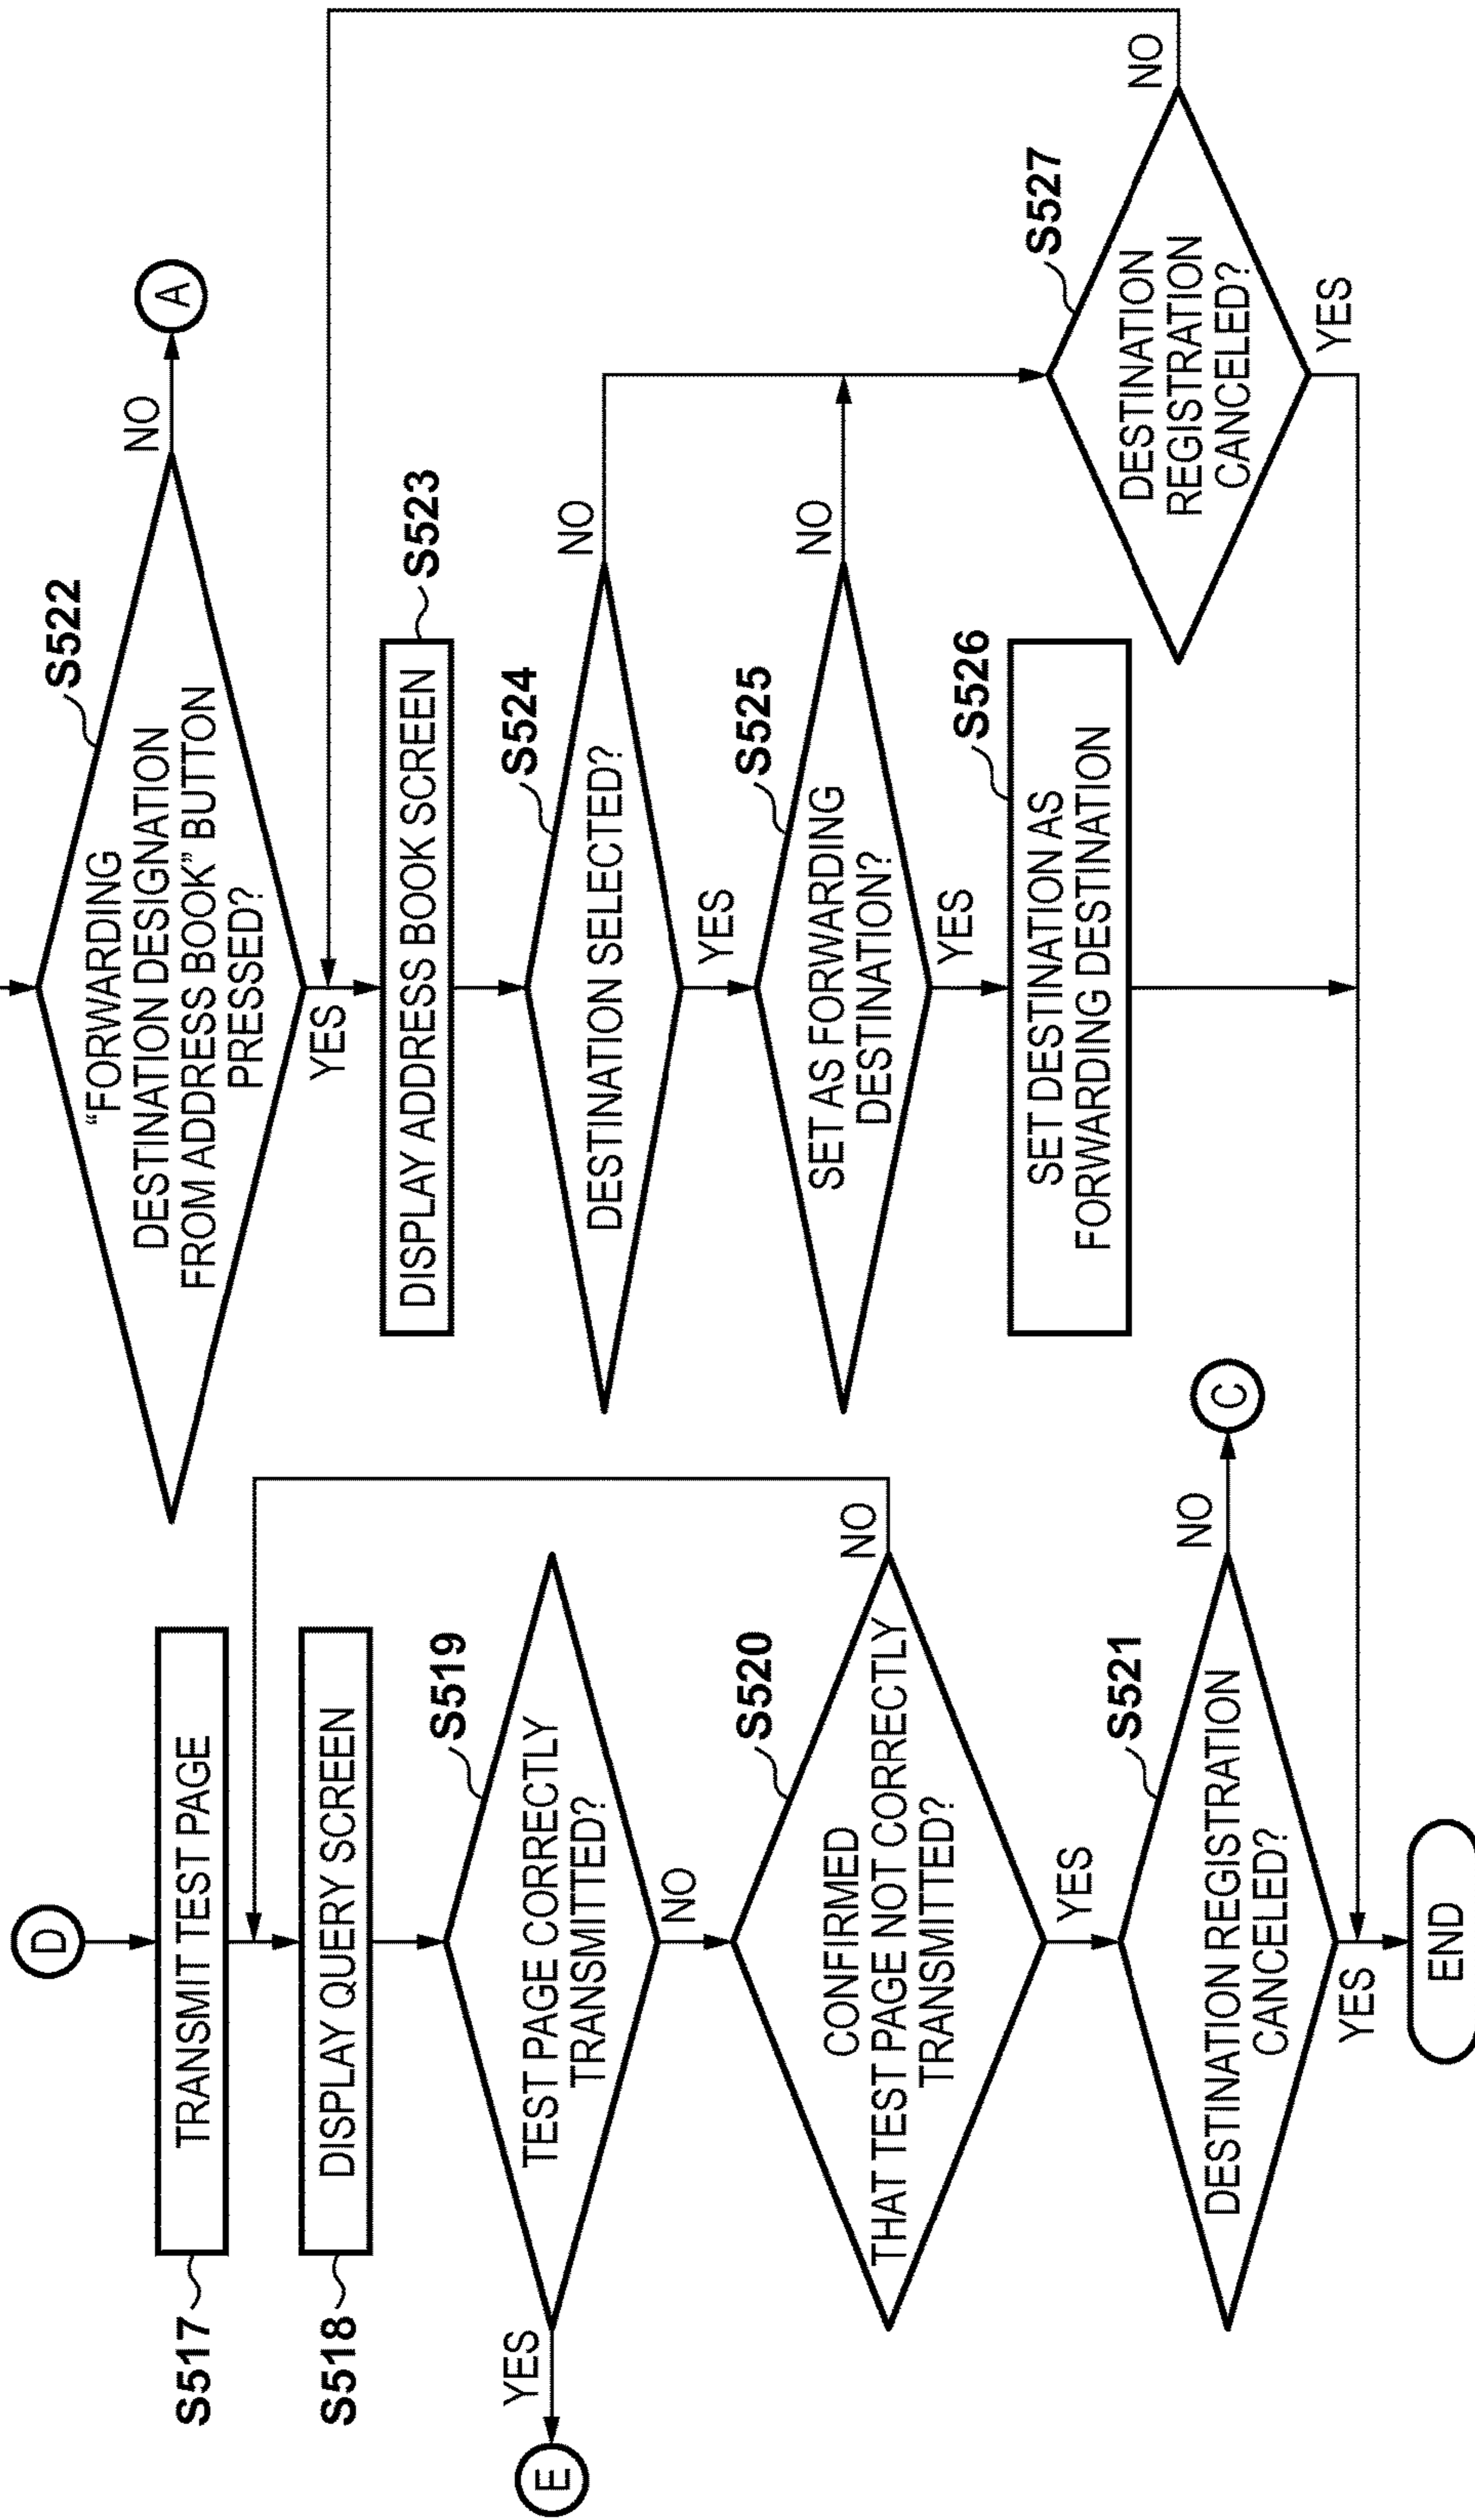 D
S517
TRANSMIT TEST PAGE
S518
DISPLAY QUERY SCREEN
S519
TEST PAGE CORRECTLY
TRANSMITTED?
YES
E
NO
S520
CONFIRMED
THAT TEST PAGE NOT CORRECTLY
TRANSMITTED?
NO
YES
S521
DESTINATION REGISTRATION
CANCELED?
NO
C
YES
END
S522
“FORWARDING
DESTINATION DESIGNATION
FROM ADDRESS BOOK” BUTTON
PRESSED?
NO
A
YES
S523
DISPLAY ADDRESS BOOK SCREEN
S524
DESTINATION SELECTED?
NO
YES
S525
SET AS FORWARDING
DESTINATION?
NO
YES
S526
SET DESTINATION AS
FORWARDING DESTINATION
S527
DESTINATION
REGISTRATION
CANCELED?
NO
YES